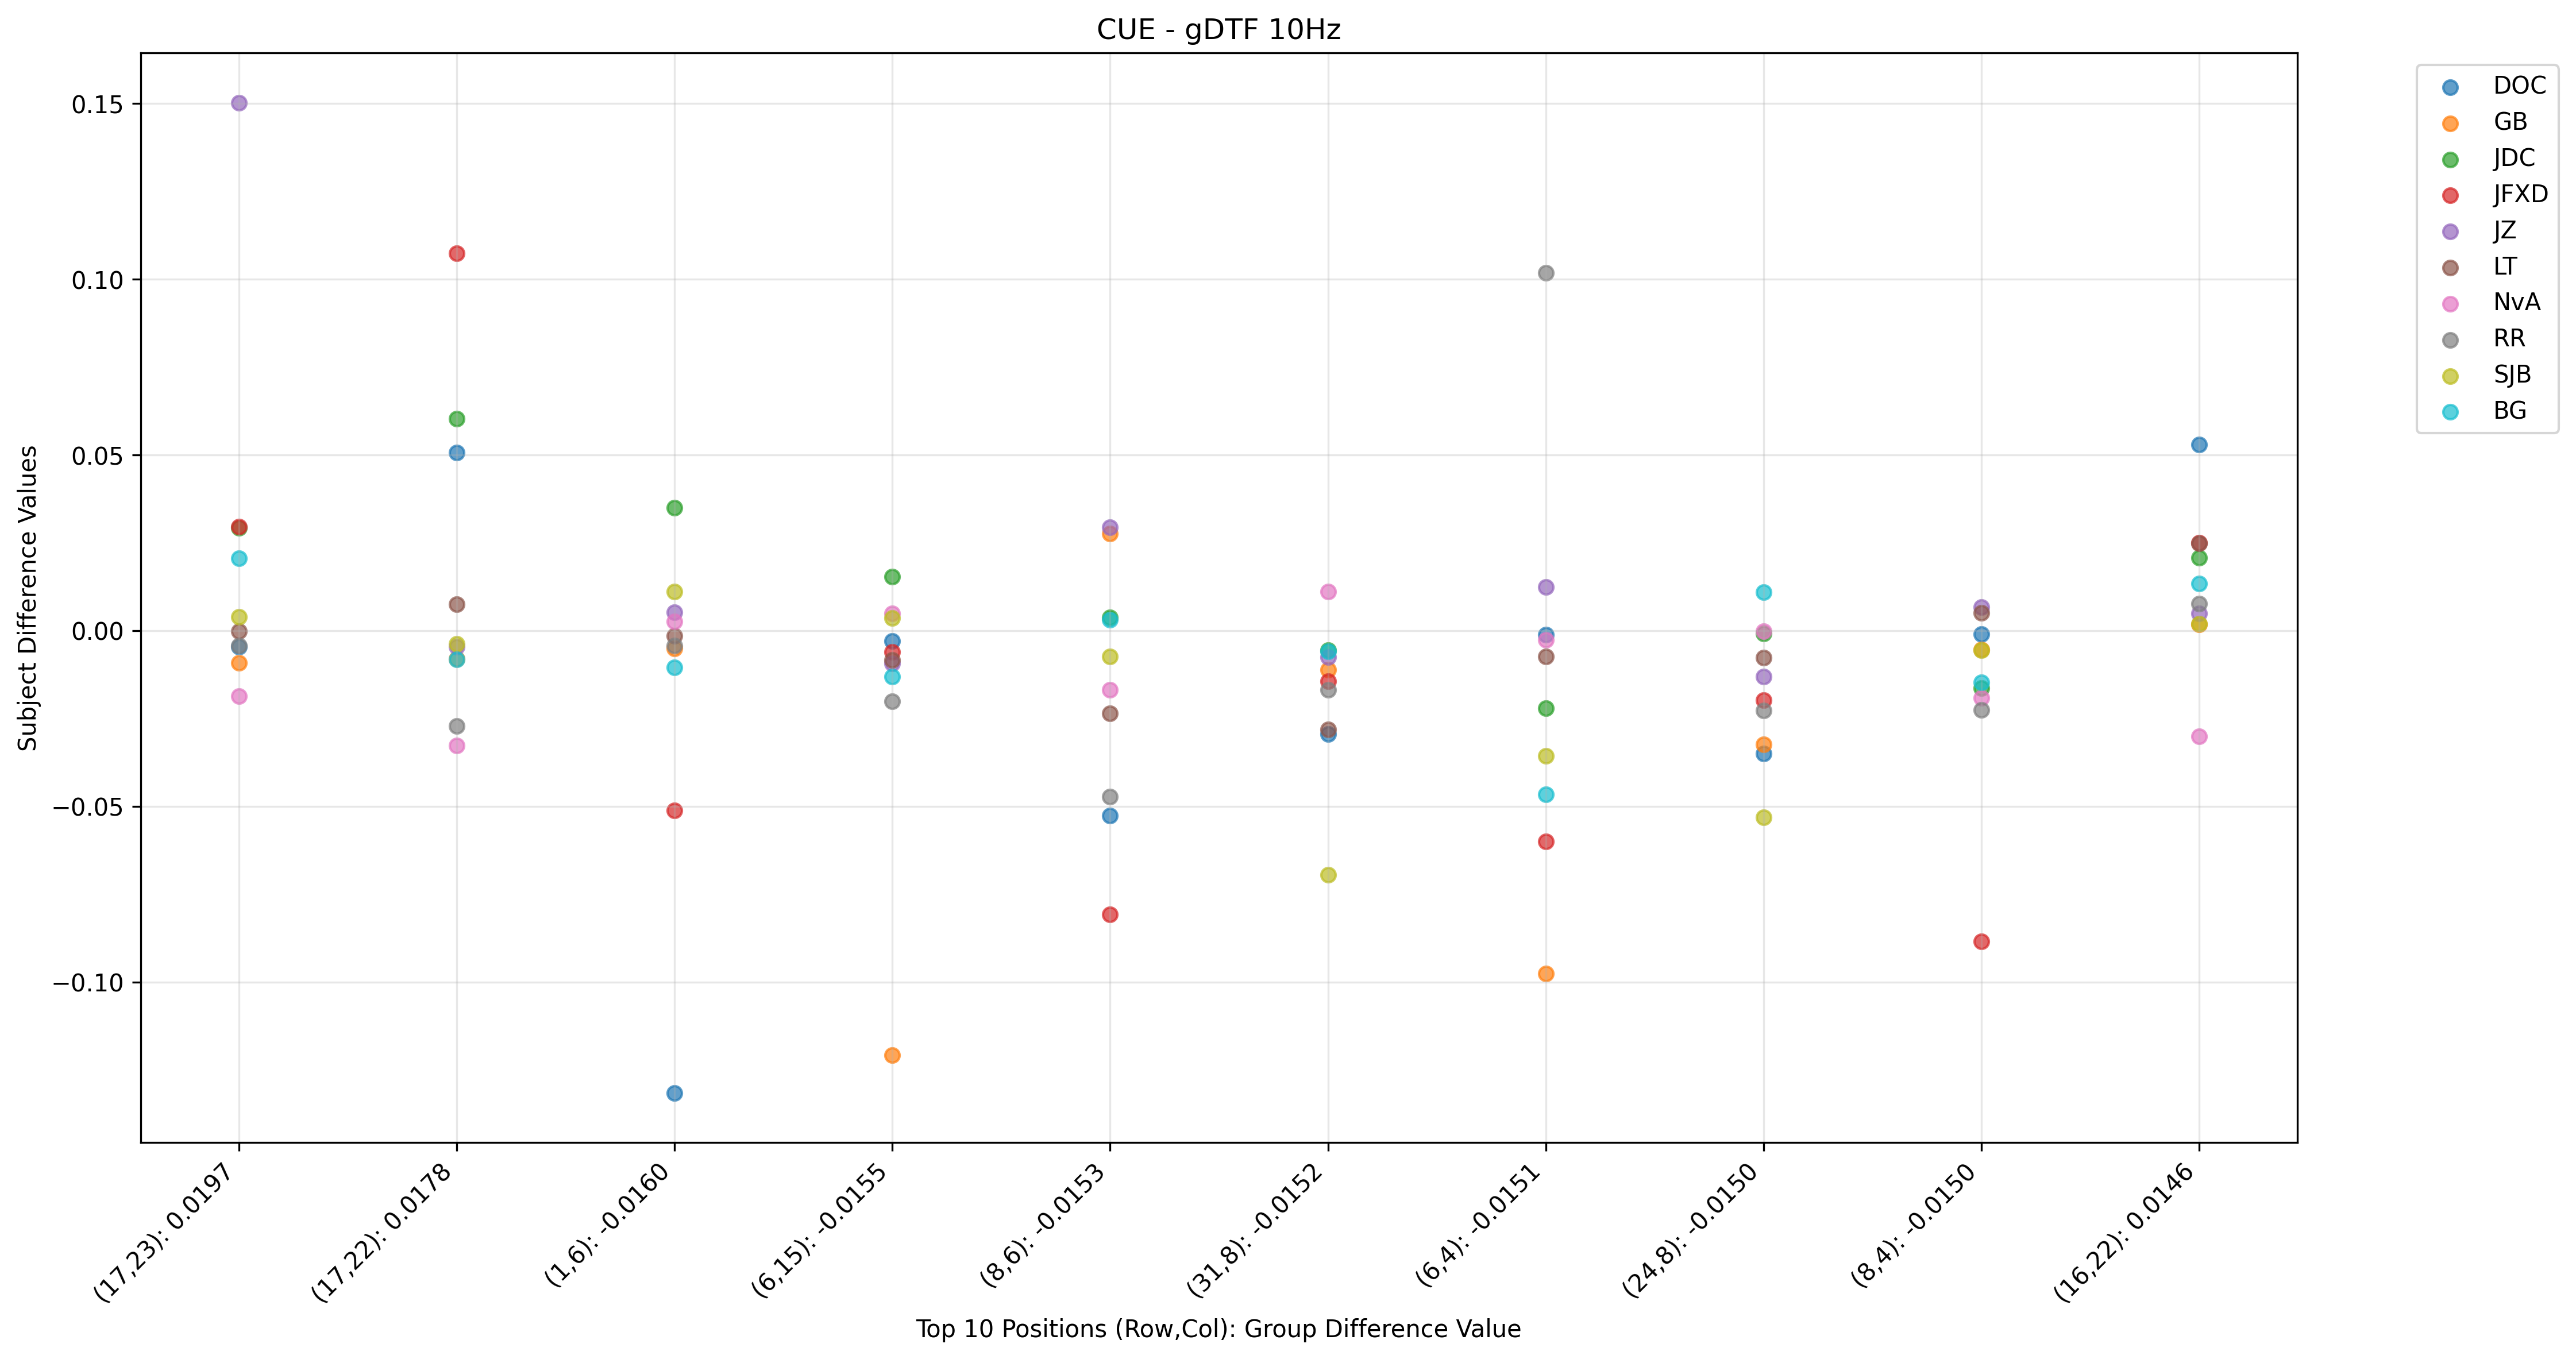 CUE - gDTF 10Hz
0.15
0.10
0.05
0.00
−0.05
−0.10
Subject Difference Values
DOC
GB
JDC
JFXD
JZ
LT
NvA
RR
SJB
BG
(17,23): 0.0197
(17,22): 0.0178
(1,6): -0.0160
(6,15): -0.0155
(8,6): -0.0153
(31,8): -0.0152
(6,4): -0.0151
(24,8): -0.0150
(8,4): -0.0150
(16,22): 0.0146
Top 10 Positions (Row,Col): Group Difference Value